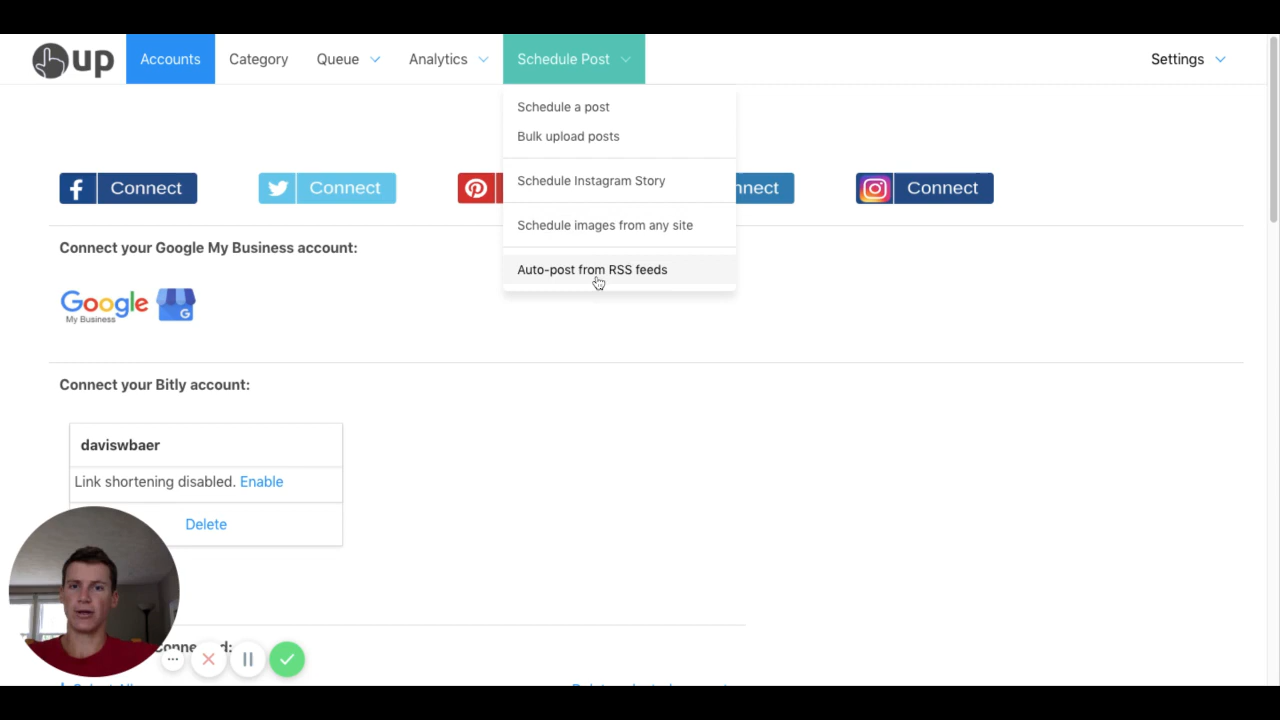 up
Accounts
Category
Queue
Analytics
Schedule Post
Settings
Schedule a post
Bulk upload posts
Schedule Instagram Story
Schedule images from any site
Auto-post from RSS feeds
Connect
Connect
nnect
Connect
Connect your Google My Business account:
Google
My Business
G
Connect your Bitly account:
daviswbaer
Link shortening disabled. Enable
Delete